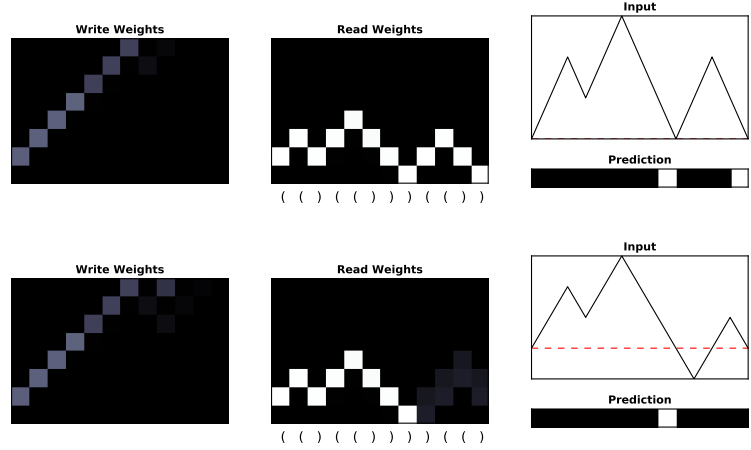 Write Weights
Read Weights
( ( ) ( ( ) ) ) ( ( ) )
Input
Prediction
Write Weights
Read Weights
( ( ) ( ( ) ) ) ) ( ( )
Input
Prediction